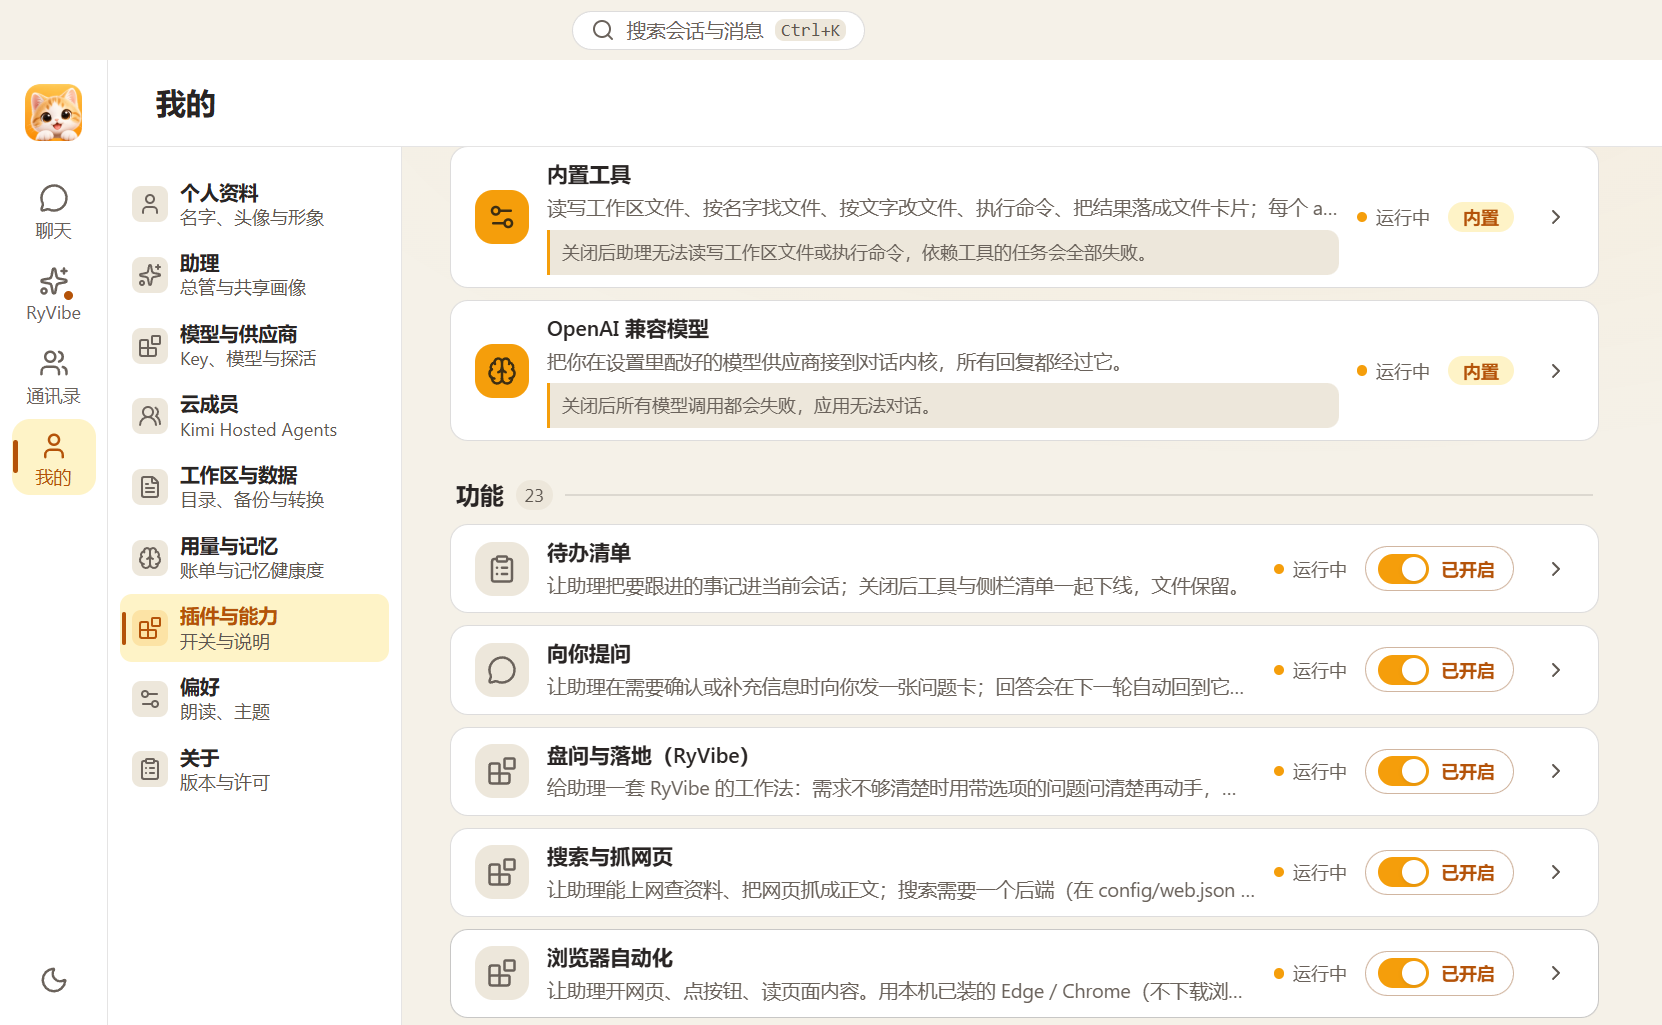 搜索会话与消息 Ctrl+K
我的
聊天
RyVibe
通讯录
我的
个人资料
名字、头像与形象
助理
总管与共享画像
模型与供应商
Key、模型与探活
云成员
Kimi Hosted Agents
工作区与数据
目录、备份与转换
用量与记忆
账单与记忆健康度
插件与能力
开关与说明
偏好
朗读、主题
关于
版本与许可
内置工具
读写工作区文件、按名字找文件、按文字改文件、执行命令、把结果落成文件卡片；每个 a...
运行中 内置
关闭后助理无法读写工作区文件或执行命令，依赖工具的任务会全部失败。
OpenAI 兼容模型
把你在设置里配好的模型供应商接到对话内核，所有回复都经过它。
运行中 内置
关闭后所有模型调用都会失败，应用无法对话。
功能 23
待办清单
让助理把要跟进的事记进当前会话；关闭后工具与侧栏清单一起下线，文件保留。
运行中 已开启
向你提问
让助理在需要确认或补充信息时向你发一张问题卡；回答会在下一轮自动回到它...
运行中 已开启
盘问与落地（RyVibe）
给助理一套 RyVibe 的工作法：需求不够清楚时用带选项的问题问清楚再动手，...
运行中 已开启
搜索与抓网页
让助理能上网查资料、把网页抓成正文；搜索需要一个后端（在 config/web.json ...
运行中 已开启
浏览器自动化
让助理开网页、点按钮、读页面内容。用本机已装的 Edge / Chrome（不下载浏...
运行中 已开启